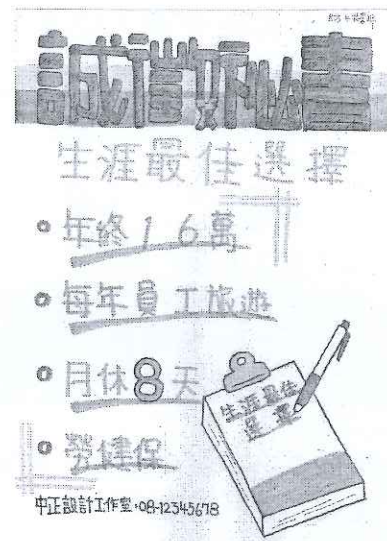 誠徵秘書
生涯最佳選擇
年終16萬
每年員工旅遊
月休8天
勞健保
生涯最佳
選擇
中正設計工作室:08-12345678